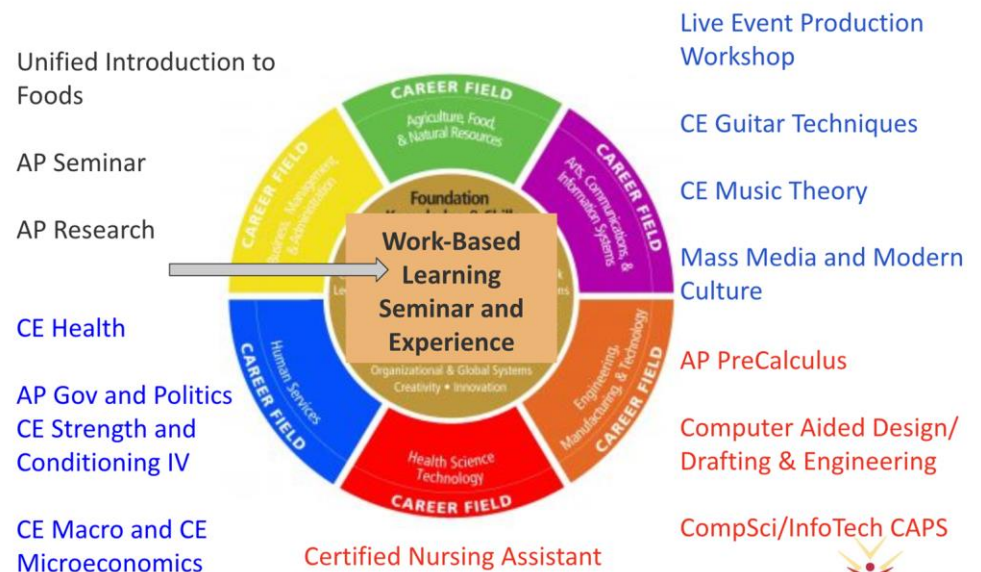 Unified Introduction to
Foods
AP Seminar
AP Research
CE Health
AP Gov and Politics
CE Strength and
Conditioning IV
CE Macro and CE
Microeconomics
CAREER FIELD
Agriculture, Food,
& Natural Resources
CAREER FIELD
Business, Management,
& Administration
CAREER FIELD
Arts, Communications, &
Information Systems
Foundation
Work-Based
Learning
Seminar and
Experience
Organizational & Global Systems
Creativity • Innovation
Human Services
CAREER FIELD
Engineering,
Manufacturing, & Technology
CAREER FIELD
Health Science
Technology
CAREER FIELD
Certified Nursing Assistant
Live Event Production
Workshop
CE Guitar Techniques
CE Music Theory
Mass Media and Modern
Culture
AP PreCalculus
Computer Aided Design/
Drafting & Engineering
CompSci/InfoTech CAPS